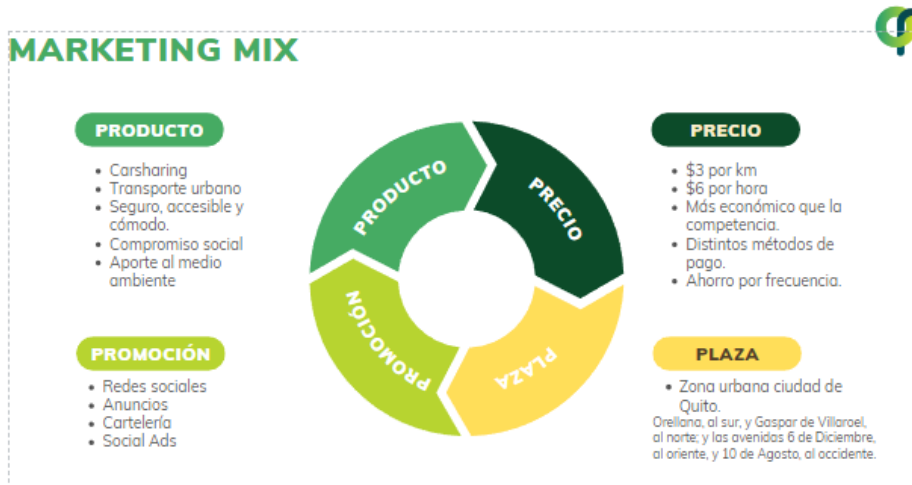 MARKETING MIX
PRODUCTO
• Carsharing
• Transporte urbano
• Seguro, accesible y
cómodo.
• Compromiso social
• Aporte al medio
ambiente
PRECIO
• $3 por km
• $6 por hora
• Más económico que la
competencia.
• Distintos métodos de
pago.
• Ahorro por frecuencia.
PRODUCTO
PRECIO
PROMOCIÓN
PLAZA
PROMOCIÓN
• Redes sociales
• Anuncios
• Cartelería
• Social Ads
PLAZA
• Zona urbana ciudad de
Quito.
Orellana, al sur, y Gaspar de Villaroel,
al norte; y las avenidas 6 de Diciembre,
al oriente, y 10 de Agosto, al occidente.